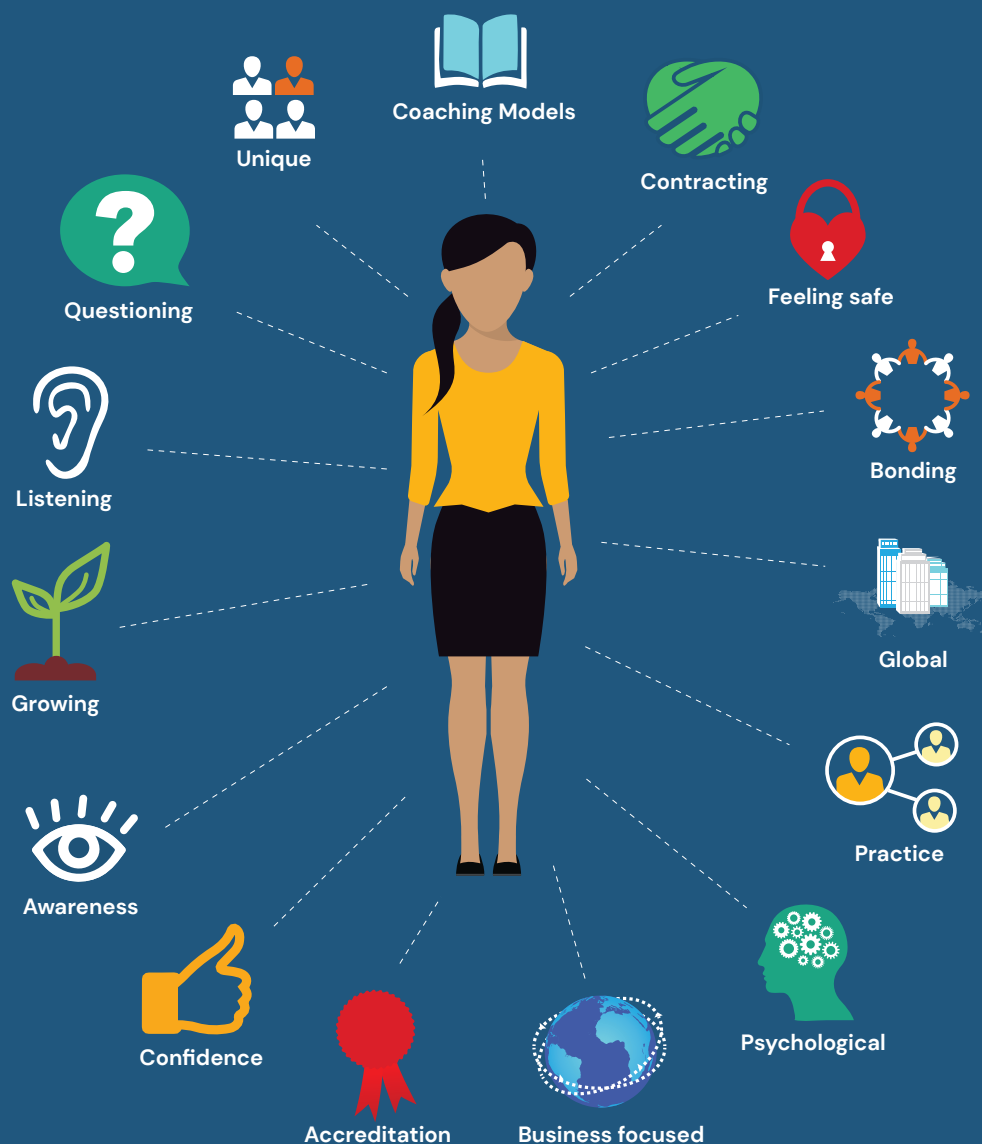 Coaching Models
Unique
Contracting
Feeling safe
Questioning
Bonding
Listening
Global
Growing
Practice
Awareness
Psychological
Confidence
Accreditation
Business focused